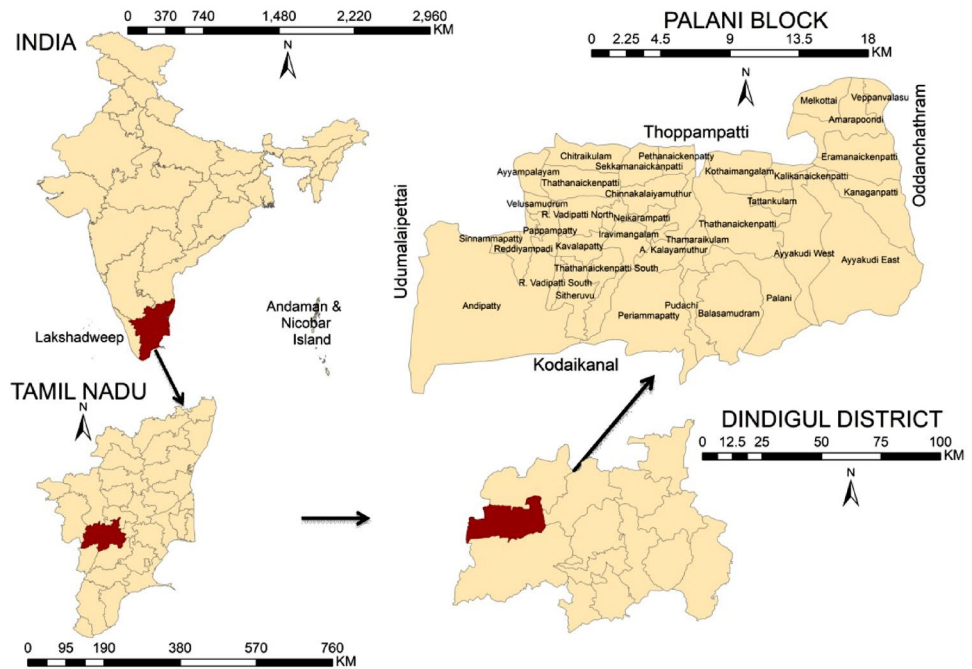 0 370 740 1,480 2,220 2,960
KM
INDIA
N
Lakshadweep
Andaman &
Nicobar
Island
PALANI BLOCK
0 2.25 4.5 9 13.5 18
KM
N
Thoppampatti
Oddanchathram
Udumalaipettai
Kodaikanal
Melkottai
Veppanvalasu
Amarapoondi
Chitraikulam
Pethanaickenpatty
Eramanaickenpatti
Sekkamanaickanpatti
Ayyampalayam
Kothaimangalam
Kalikanaickenpatti
Thathanaickenpatti
Chinnakalaiyamuthur
Kanaganpatti
Velusamudrum
Tattankulam
R. Vadipatti North
Neikarampatti
Thathanaickenpatti
Pappampatty
Iravimangalam
Sinnammapatty
Thamaraikulam
Reddiyampadi
Kavalapatty
A. Kalayamuthur
Ayyakudi West
Ayyakudi East
Thathanaickenpatti South
R. Vadipatti South
Sitheruvu
Andipatty
Pudachi
Palani
Periammapatty
Balasamudram
TAMIL NADU
N
0 95 190 380 570 760
KM
DINDIGUL DISTRICT
0 12.5 25 50 75 100
KM
N